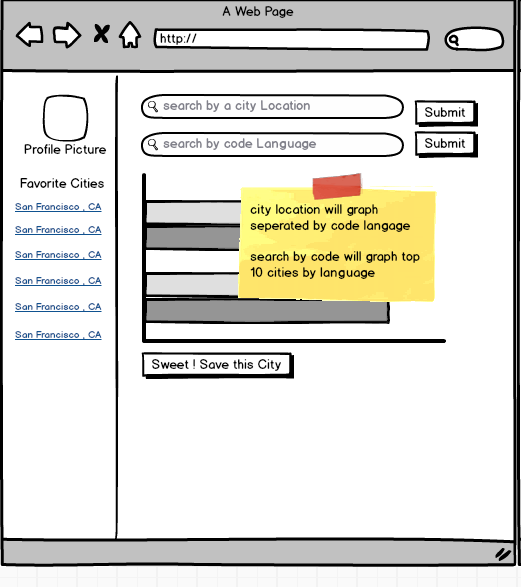 A Web Page
http://
search by a city Location
Submit
search by code Language
Submit
Profile Picture
Favorite Cities
San Francisco , CA
San Francisco , CA
San Francisco , CA
San Francisco , CA
San Francisco , CA
San Francisco , CA
city location will graph
seperated by code langage
search by code will graph top
10 cities by language
Sweet ! Save this City